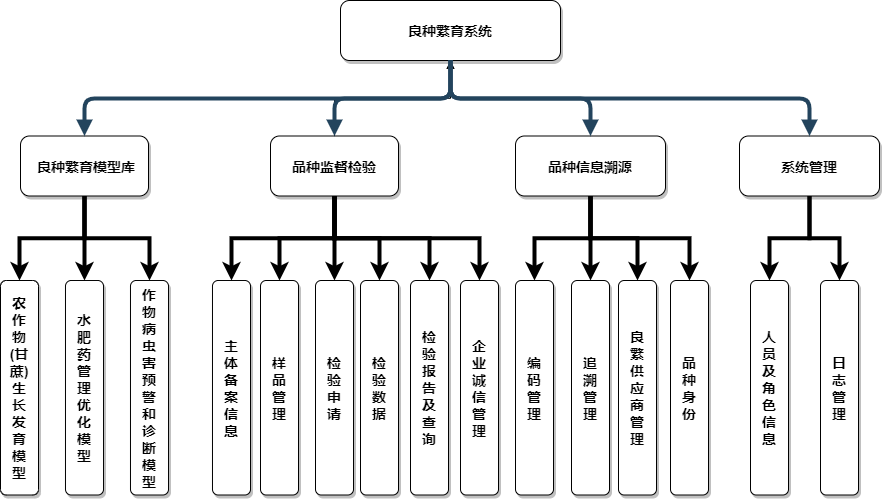 良种繁育系统
良种繁育模型库
品种监督检验
品种信息溯源
系统管理
农作物(甘蔗)生长发育模型
水肥药管理优化模型
作物病虫害预警和诊断模型
主体备案信息
样品管理
检验申请
检验数据
检验报告及查询
企业诚信管理
编码管理
追溯管理
良繁供应商管理
品种身份
人员及角色信息
日志管理